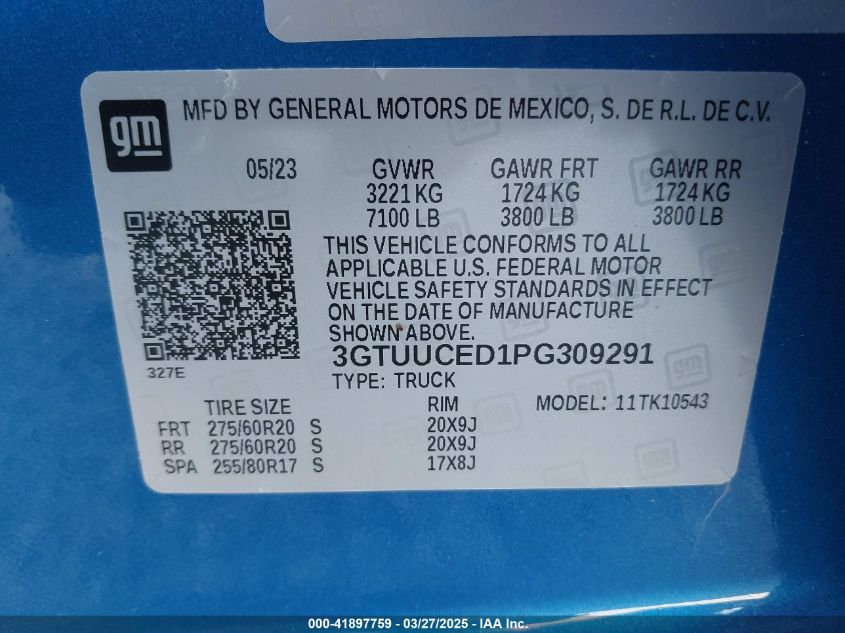 gm
MFD BY GENERAL MOTORS DE MEXICO, S. DE R.L. DE C.V.
05/23 GVWR GAWR FRT GAWR RR
3221 KG 1724 KG 1724 KG
7100 LB 3800 LB 3800 LB
THIS VEHICLE CONFORMS TO ALL
APPLICABLE U.S. FEDERAL MOTOR
VEHICLE SAFETY STANDARDS IN EFFECT
ON THE DATE OF MANUFACTURE
SHOWN ABOVE.
3GTUUCED1PG309291
327E
TYPE: TRUCK
TIRE SIZE RIM MODEL: 11TK10543
FRT 275/60R20 S 20X9J
RR 275/60R20 S 20X9J
SPA 255/80R17 S 17X8J
000-41897759 - 03/27/2025 - IAA Inc.